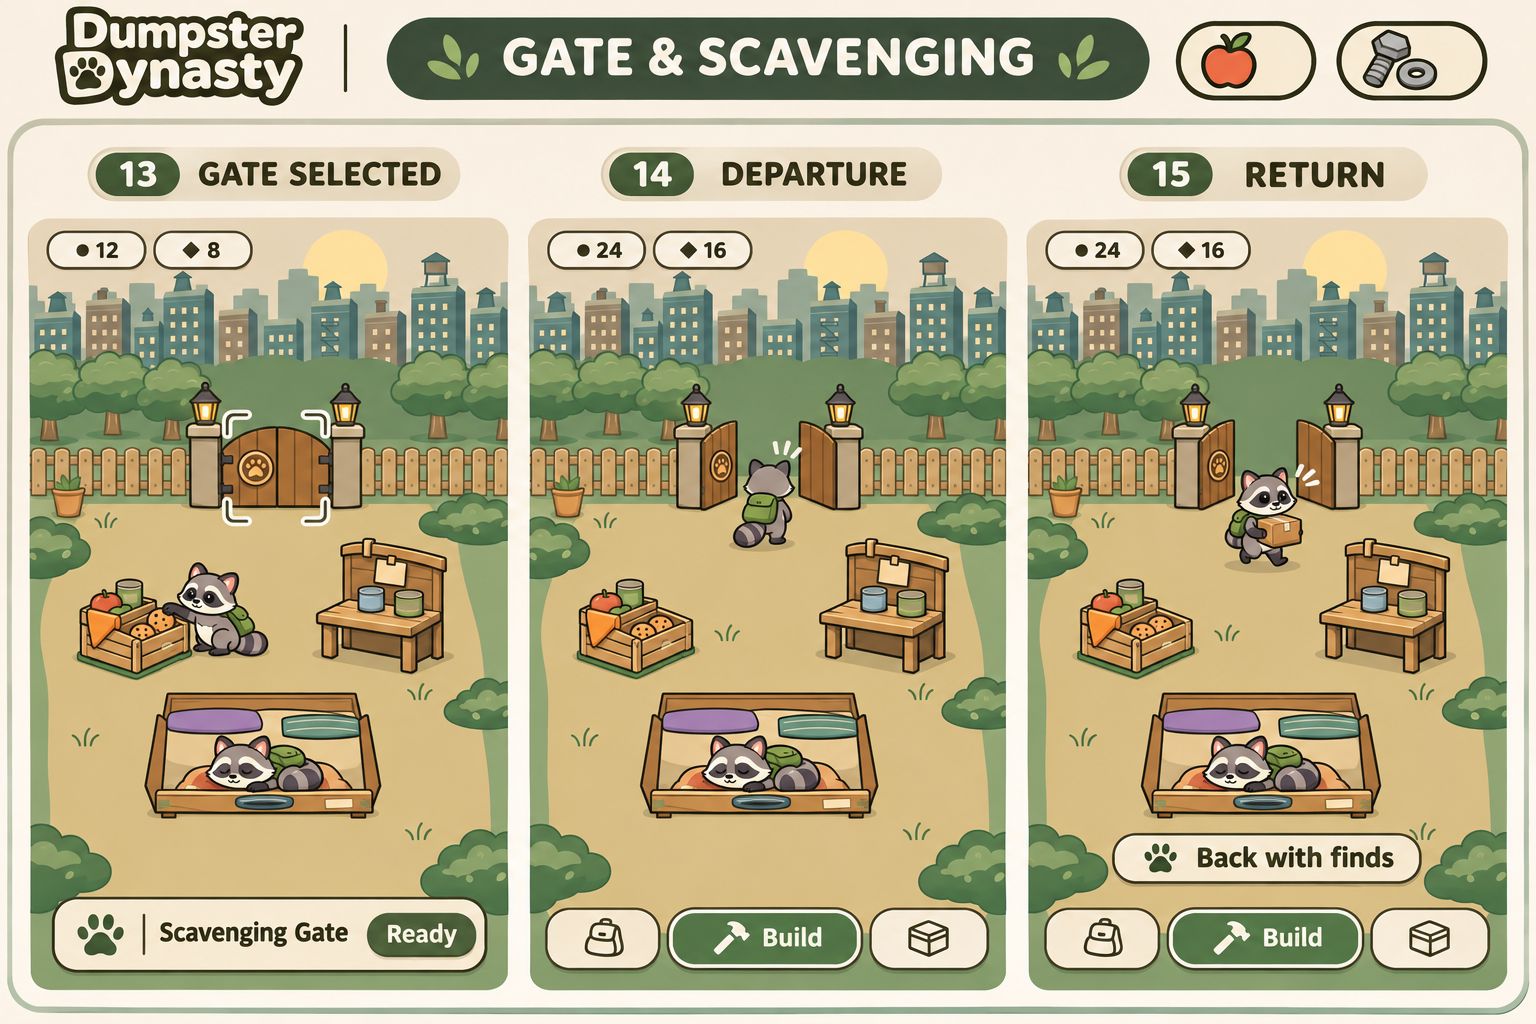 Dumpster
Dynasty
GATE & SCAVENGING
13 GATE SELECTED
14 DEPARTURE
15 RETURN
12
8
24
16
24
16
Back with finds
Scavenging Gate
Ready
Build
Build